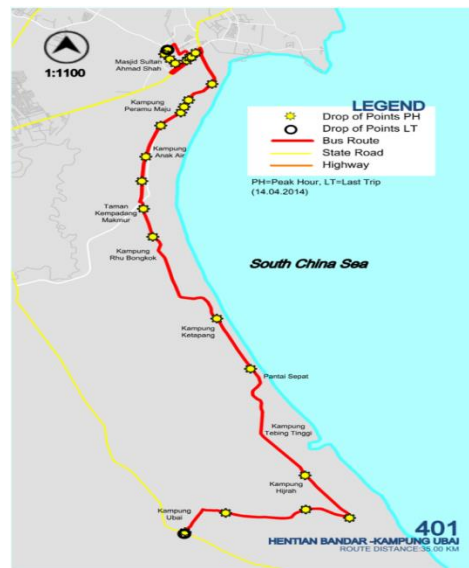 1:1100
Masjid Sultan
Ahmad Shah
Kampung
Peramu Maju
Kampung
Anak Air
Taman
Kempadang
Makmur
Kampung
Rhu Bongkok
Kampung
Ketapang
Pantai Sepat
Kampung
Tebing Tinggi
Kampung
Hijrah
Kampung
Ubai
LEGEND
Drop of Points PH
Drop of Points LT
Bus Route
State Road
Highway
PH=Peak Hour, LT=Last Trip
(14.04.2014)
South China Sea
401
HENTIAN BANDAR -KAMPUNG UBAI
ROUTE DISTANCE:35.00 KM